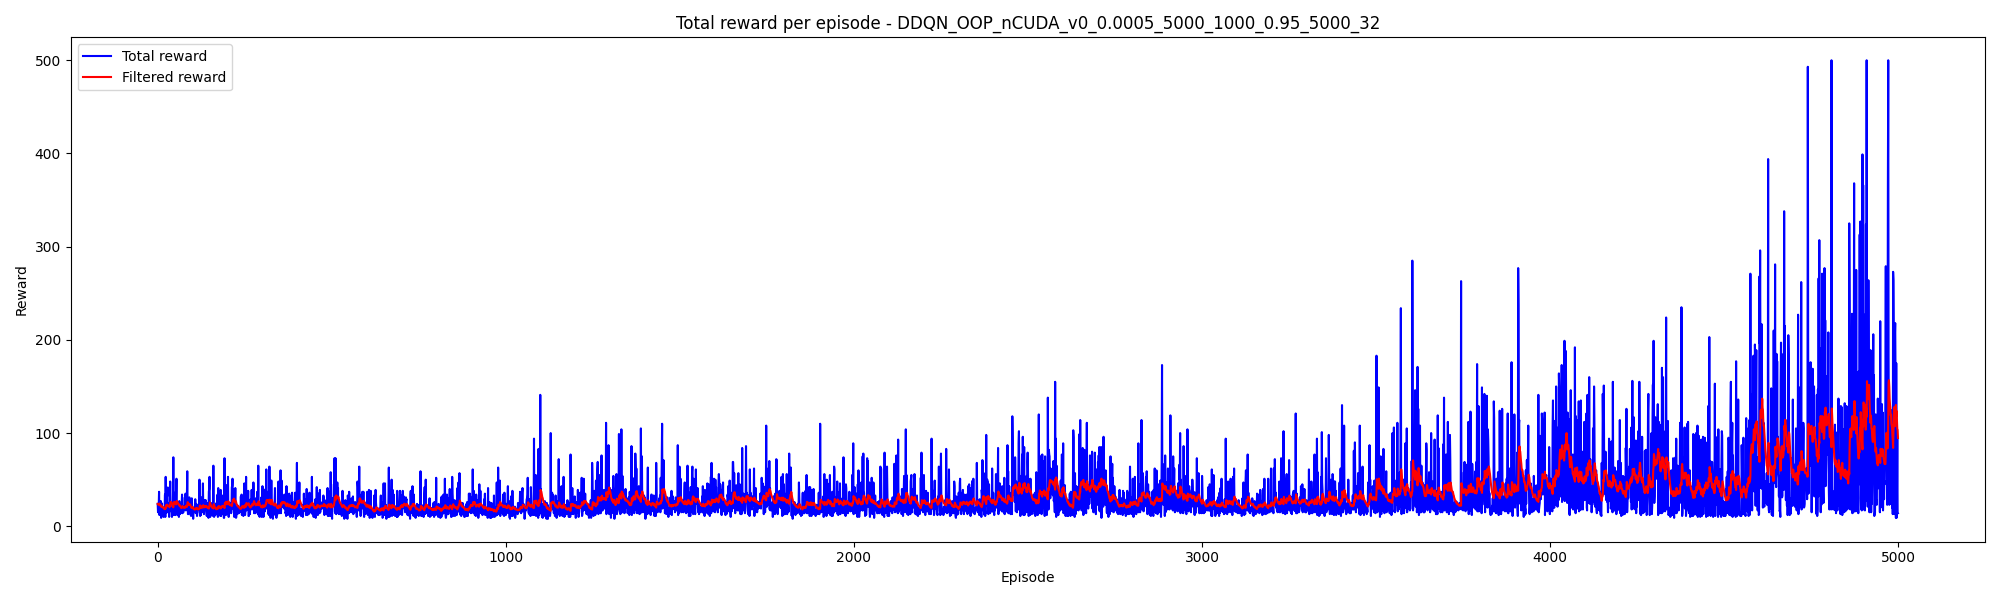 Total reward per episode - DDQN_OOP_nCUDA_v0_0.0005_5000_1000_0.95_5000_32
Total reward
Filtered reward
500
400
300
200
100
0
Reward
0 1000 2000 3000 4000 5000
Episode